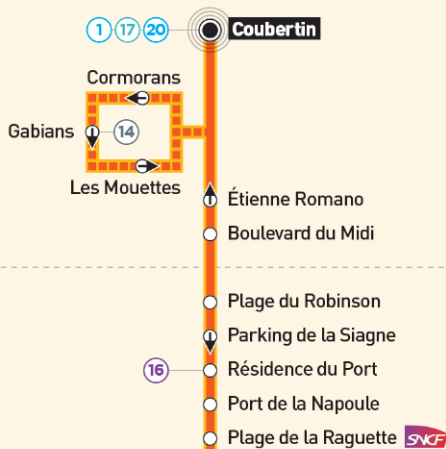 1 17 20 Coubertin
Cormorans
Gabians 14
Les Mouettes
Étienne Romano
Boulevard du Midi
Plage du Robinson
Parking de la Siagne
16 Résidence du Port
Port de la Napoule
Plage de la Raguette SNCF